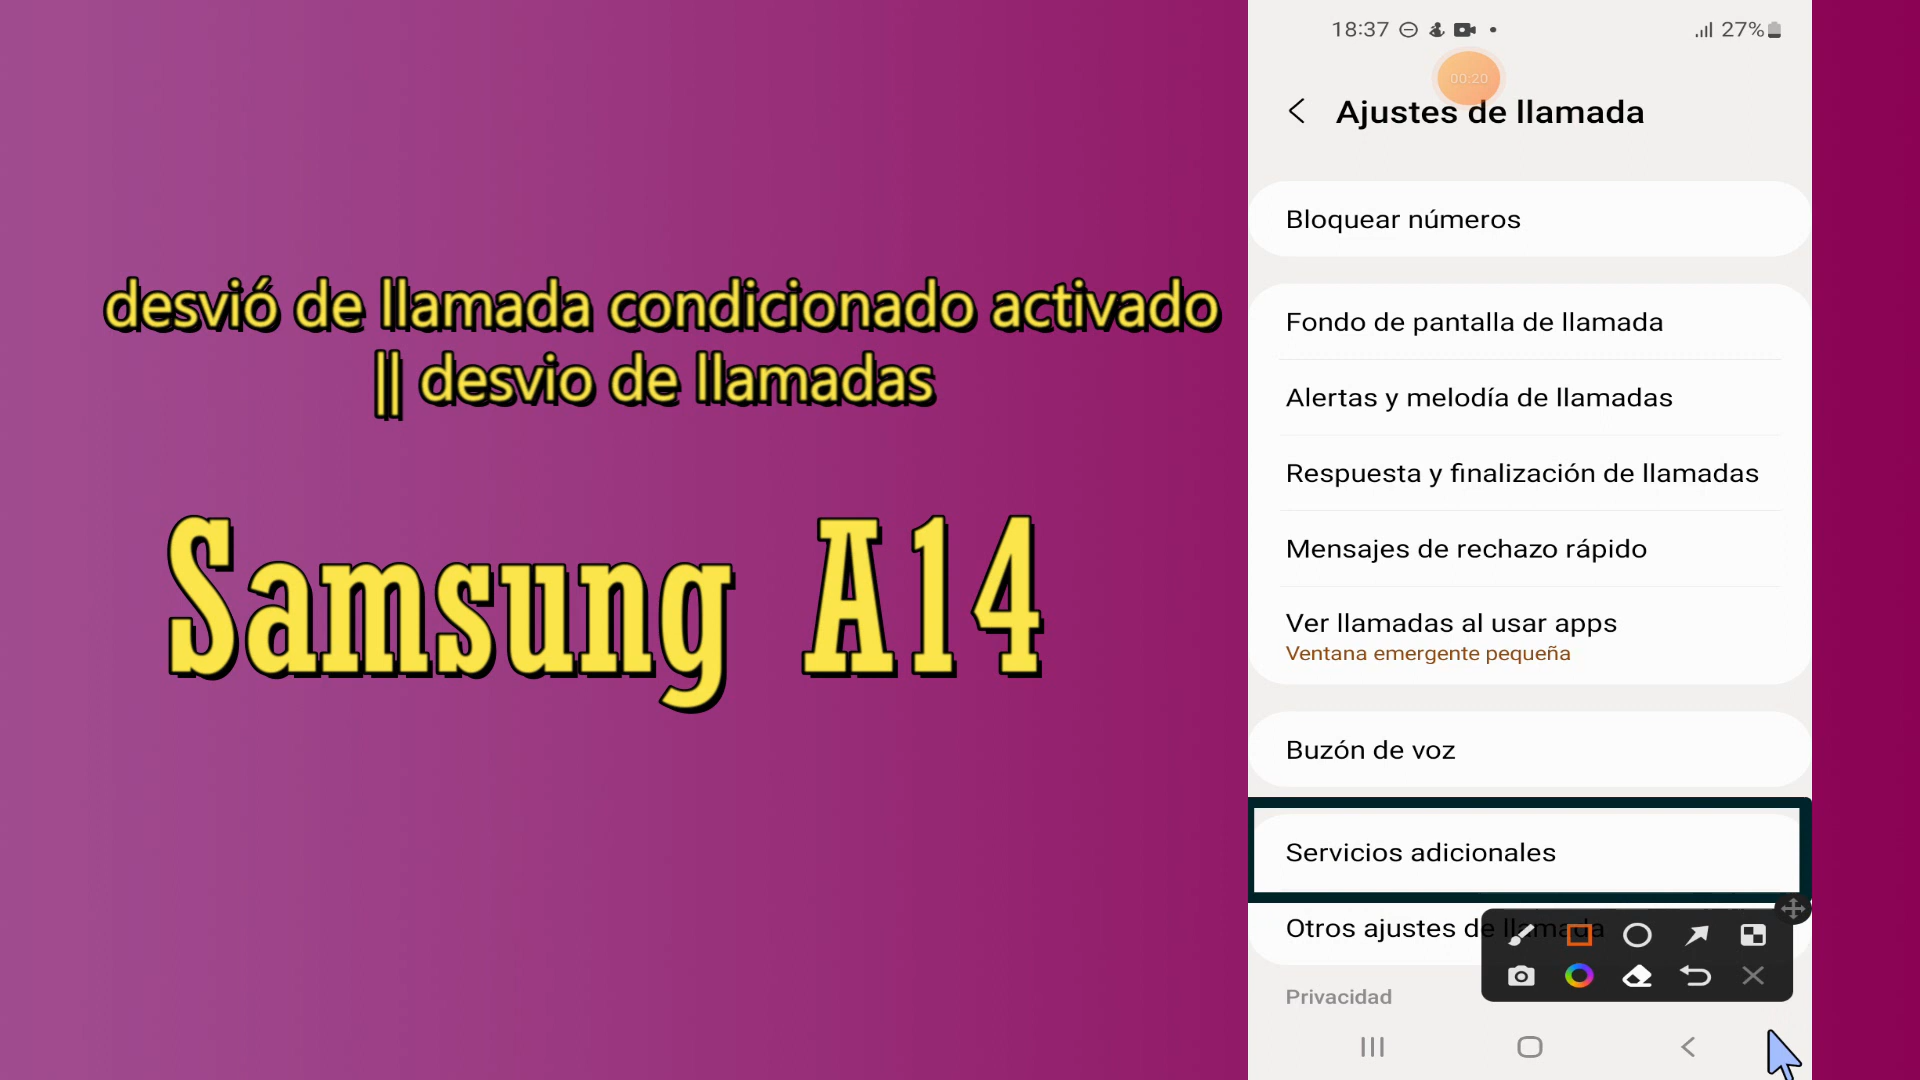 desvió de llamada condicionado activado
|| desvio de llamadas
Samsung A14
18:37
27%
00:20
Ajustes de llamada
Bloquear números
Fondo de pantalla de llamada
Alertas y melodía de llamadas
Respuesta y finalización de llamadas
Mensajes de rechazo rápido
Ver llamadas al usar apps
Ventana emergente pequeña
Buzón de voz
Servicios adicionales
Otros ajustes de llamada
Privacidad